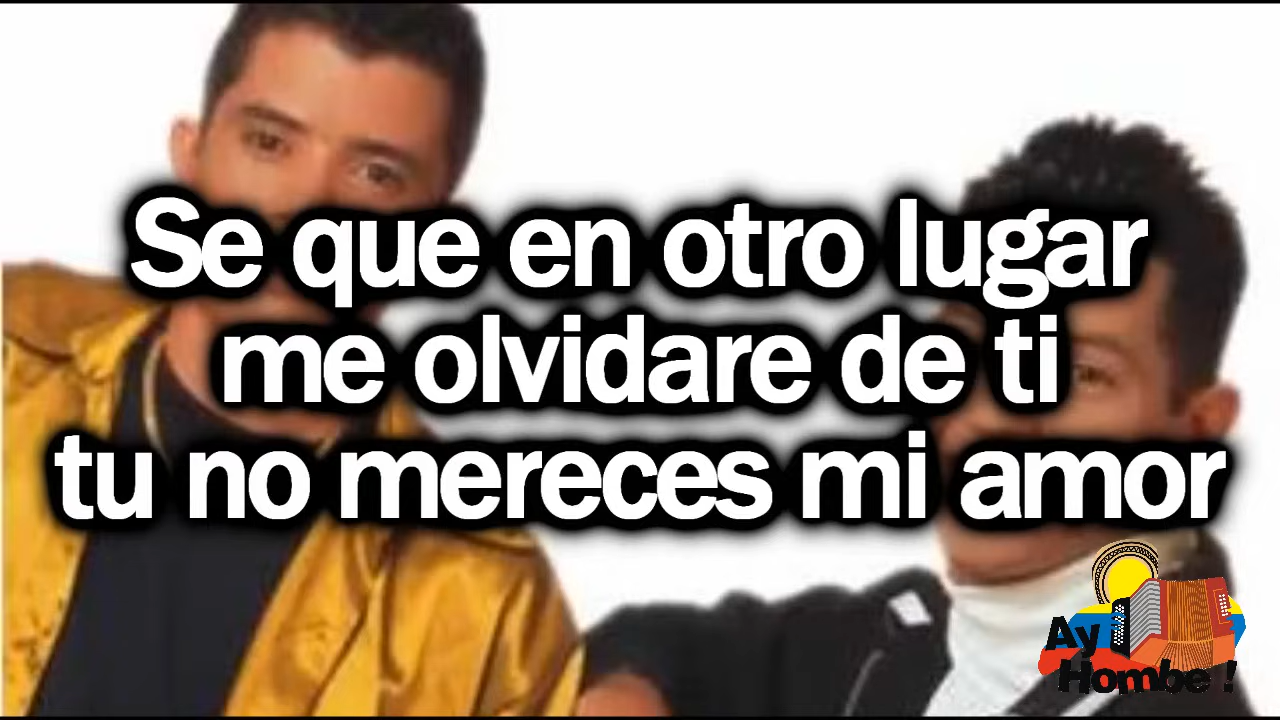 Se que en otro lugar
me olvidare de ti
tu no mereces mi amor
Ay
Hombe !